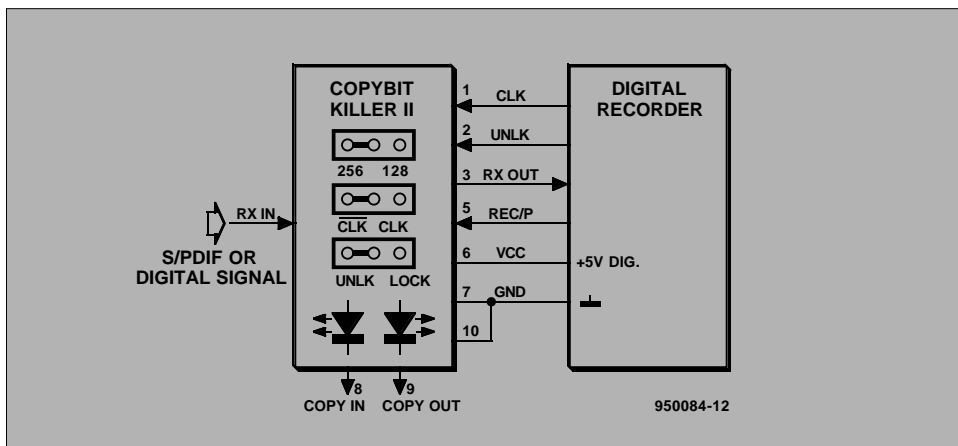 COPYBIT
KILLER II
256 128
CLK CLK
UNLK LOCK
RX IN
S/PDIF OR
DIGITAL SIGNAL
1 CLK
2 UNLK
3 RX OUT
5 REC/P
6 VCC
7 GND
10
8
9
COPY IN COPY OUT
DIGITAL
RECORDER
+5V DIG.
950084-12